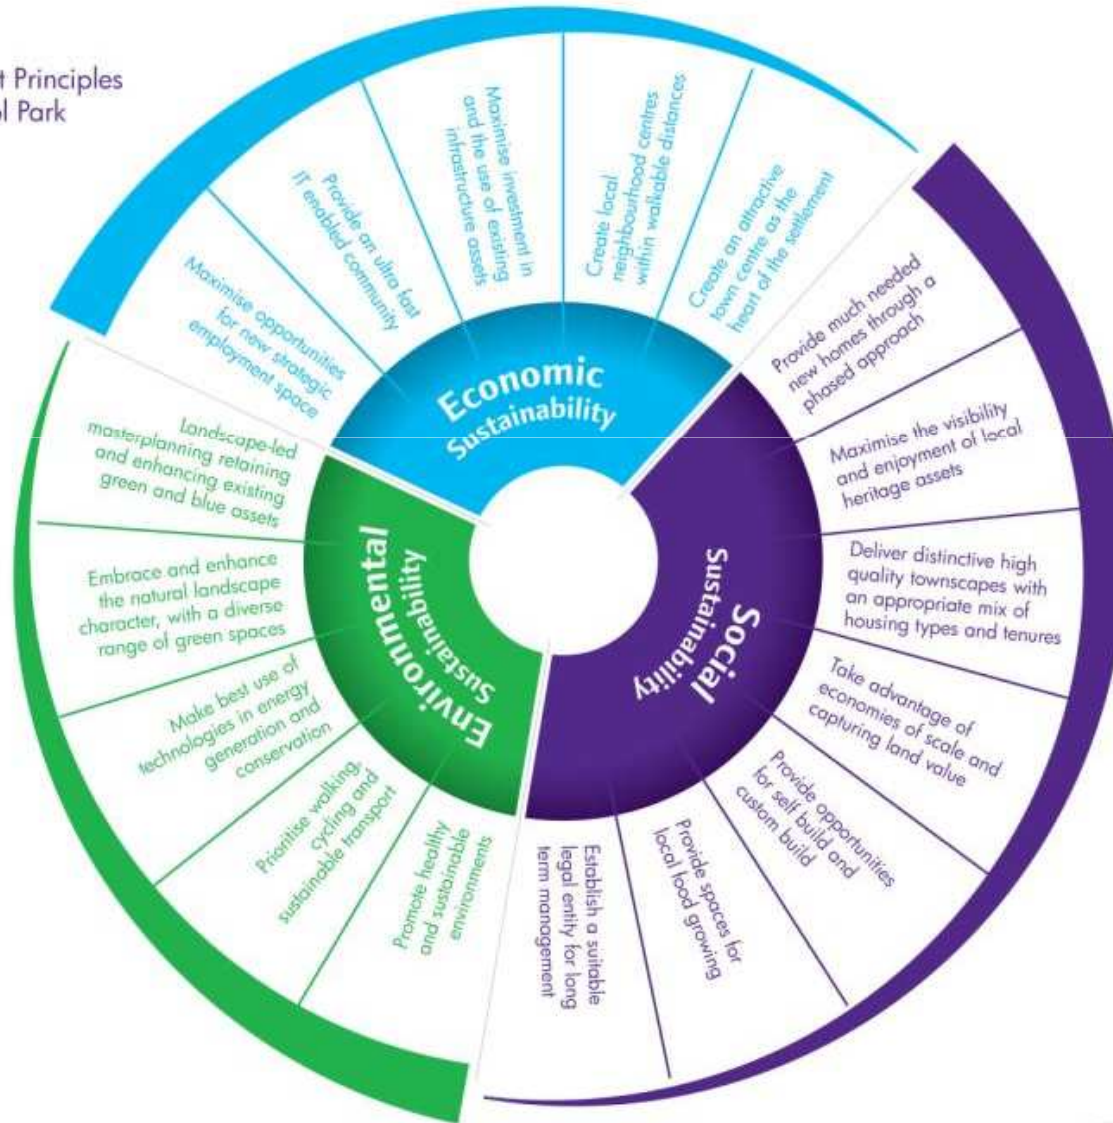 t Principles
l Park
Economic
Sustainability
Maximise opportunities
for new strategic
employment space
Provide an ultra fast
IT enabled community
Maximise investment in
and the use of existing
infrastructure assets
Create local
neighbourhood centres
within walkable distances
Create an attractive
town centre as the
heart of the settlement
Social
Sustainability
Provide much needed
new homes through a
phased approach
Maximise the visibility
and enjoyment of local
heritage assets
Deliver distinctive high
quality townscapes with
an appropriate mix of
housing types and tenures
Take advantage of
economies of scale and
capturing land value
Provide opportunities
for self build and
custom build
Provide spaces for
local food growing
Establish a suitable
legal entity for long
term management
Environmental
Sustainability
Landscape-led
masterplanning retaining
and enhancing existing
green and blue assets
Embrace and enhance
the natural landscape
character, with a diverse
range of green spaces
Make best use of
technologies in energy
generation and
conservation
Prioritise walking,
cycling and
sustainable transport
Promote healthy
and sustainable
environments